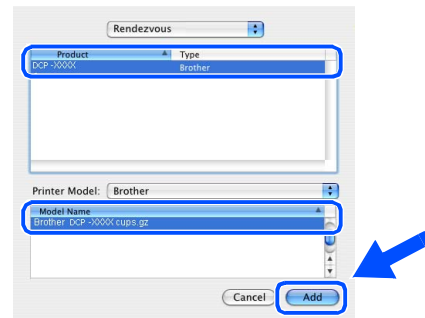 Rendezvous
Product Type
DCP -XXXX Brother
Printer Model: Brother
Model Name
Brother DCP -XXXX cups.gz
Cancel Add